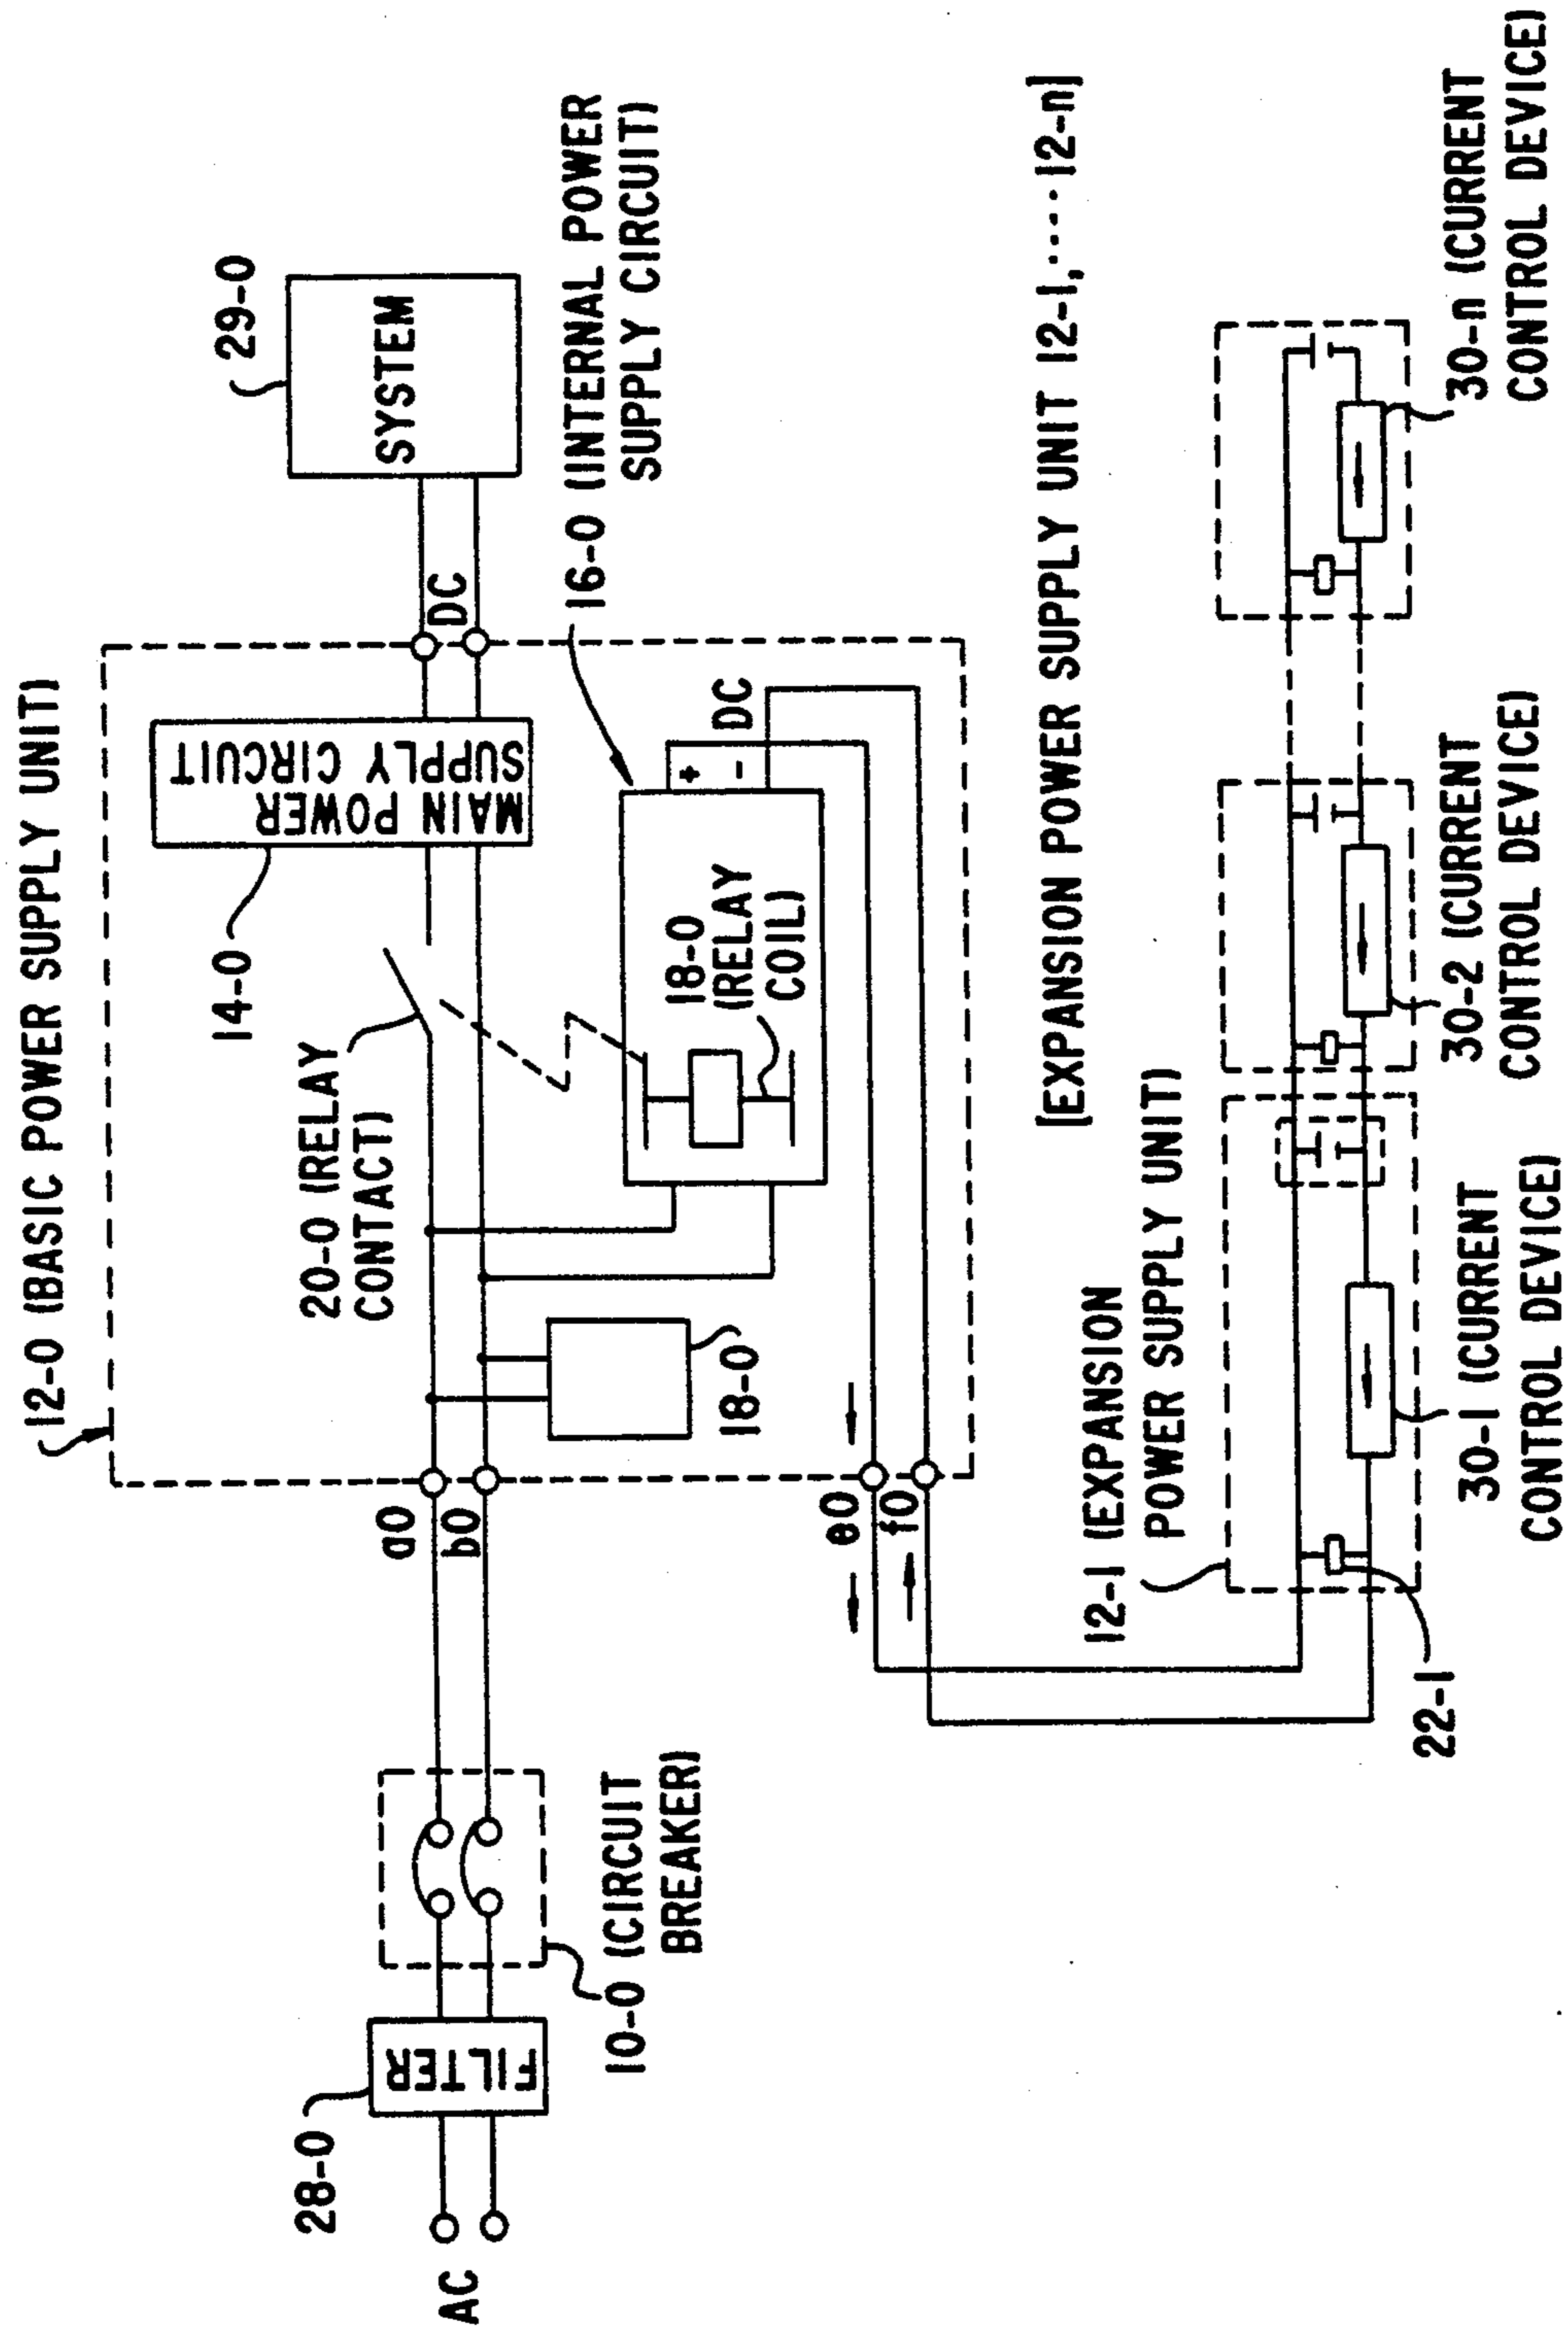 12-0 (BASIC POWER SUPPLY UNIT)
14-0
MAIN POWER
SUPPLY CIRCUIT
29-0
SYSTEM
DC
20-0 (RELAY
CONTACT)
28-0
FILTER
AC
10-0 (CIRCUIT
BREAKER)
a0
b0
18-0
18-0
(RELAY
COIL)
+
-
DC
16-0 (INTERNAL POWER
SUPPLY CIRCUIT)
e0
f0
[EXPANSION POWER SUPPLY UNIT 12-1,····12-n]
12-1 (EXPANSION
POWER SUPPLY UNIT)
22-1
30-1 (CURRENT
CONTROL DEVICE)
30-2 (CURRENT
CONTROL DEVICE)
30-n (CURRENT
CONTROL DEVICE)